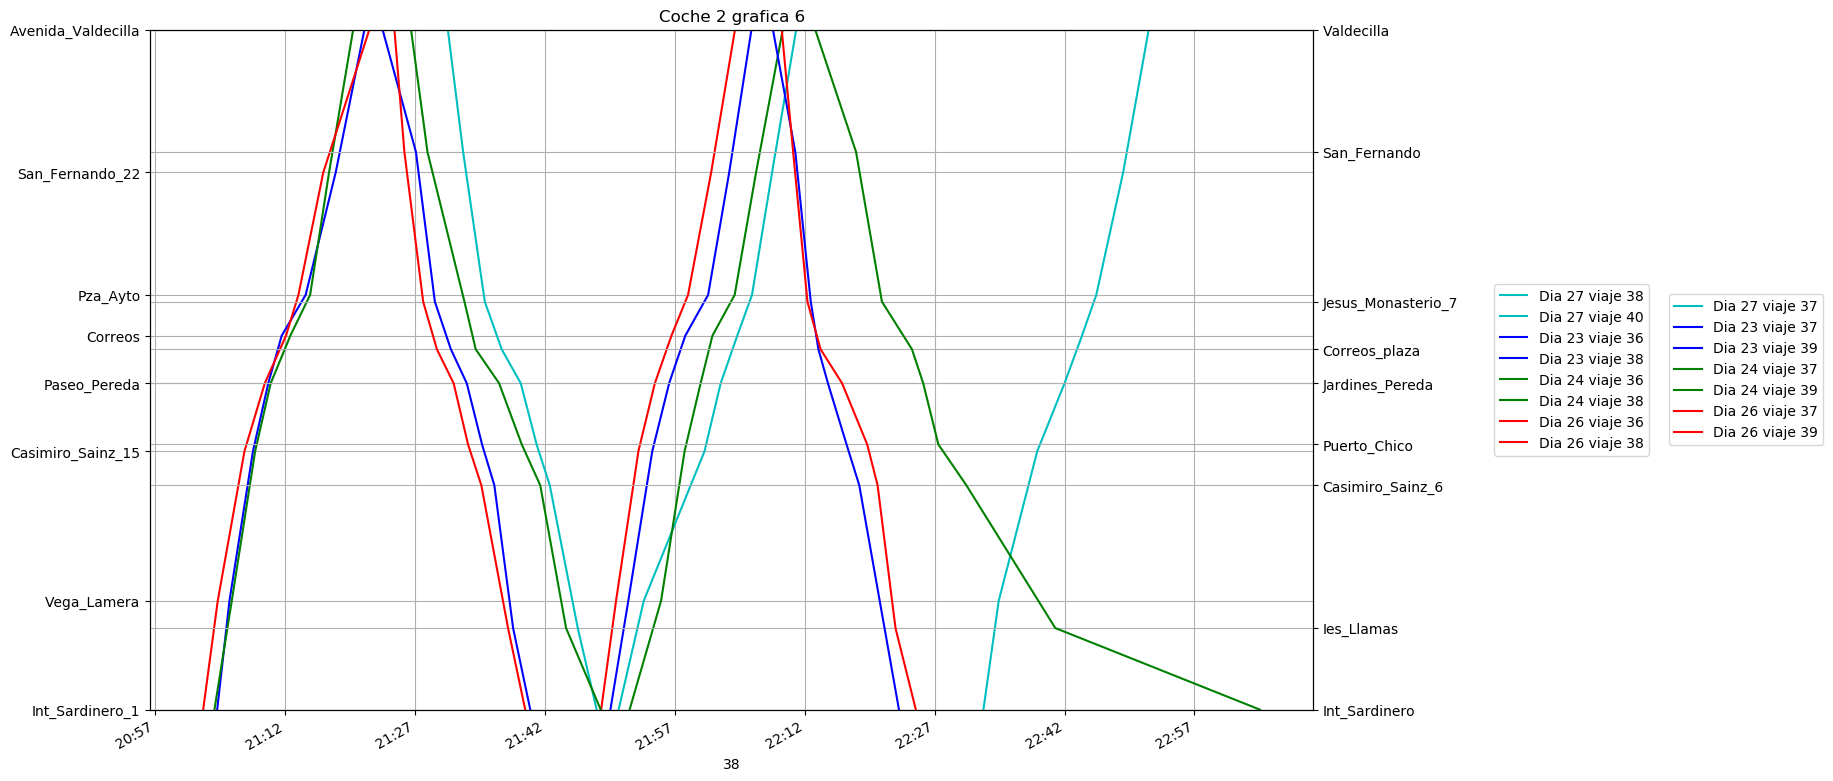 Coche 2 grafica 6
Avenida_Valdecilla
San_Fernando_22
Pza_Ayto
Correos
Paseo_Pereda
Casimiro_Sainz_15
Vega_Lamera
Int_Sardinero_1
Valdecilla
San_Fernando
Jesus_Monasterio_7
Correos_plaza
Jardines_Pereda
Puerto_Chico
Casimiro_Sainz_6
Ies_Llamas
Int_Sardinero
20:57
21:12
21:27
21:42
21:57
22:12
22:27
22:42
22:57
38
Dia 27 viaje 38
Dia 27 viaje 40
Dia 23 viaje 36
Dia 23 viaje 38
Dia 24 viaje 36
Dia 24 viaje 38
Dia 26 viaje 36
Dia 26 viaje 38
Dia 27 viaje 37
Dia 23 viaje 37
Dia 23 viaje 39
Dia 24 viaje 37
Dia 24 viaje 39
Dia 26 viaje 37
Dia 26 viaje 39